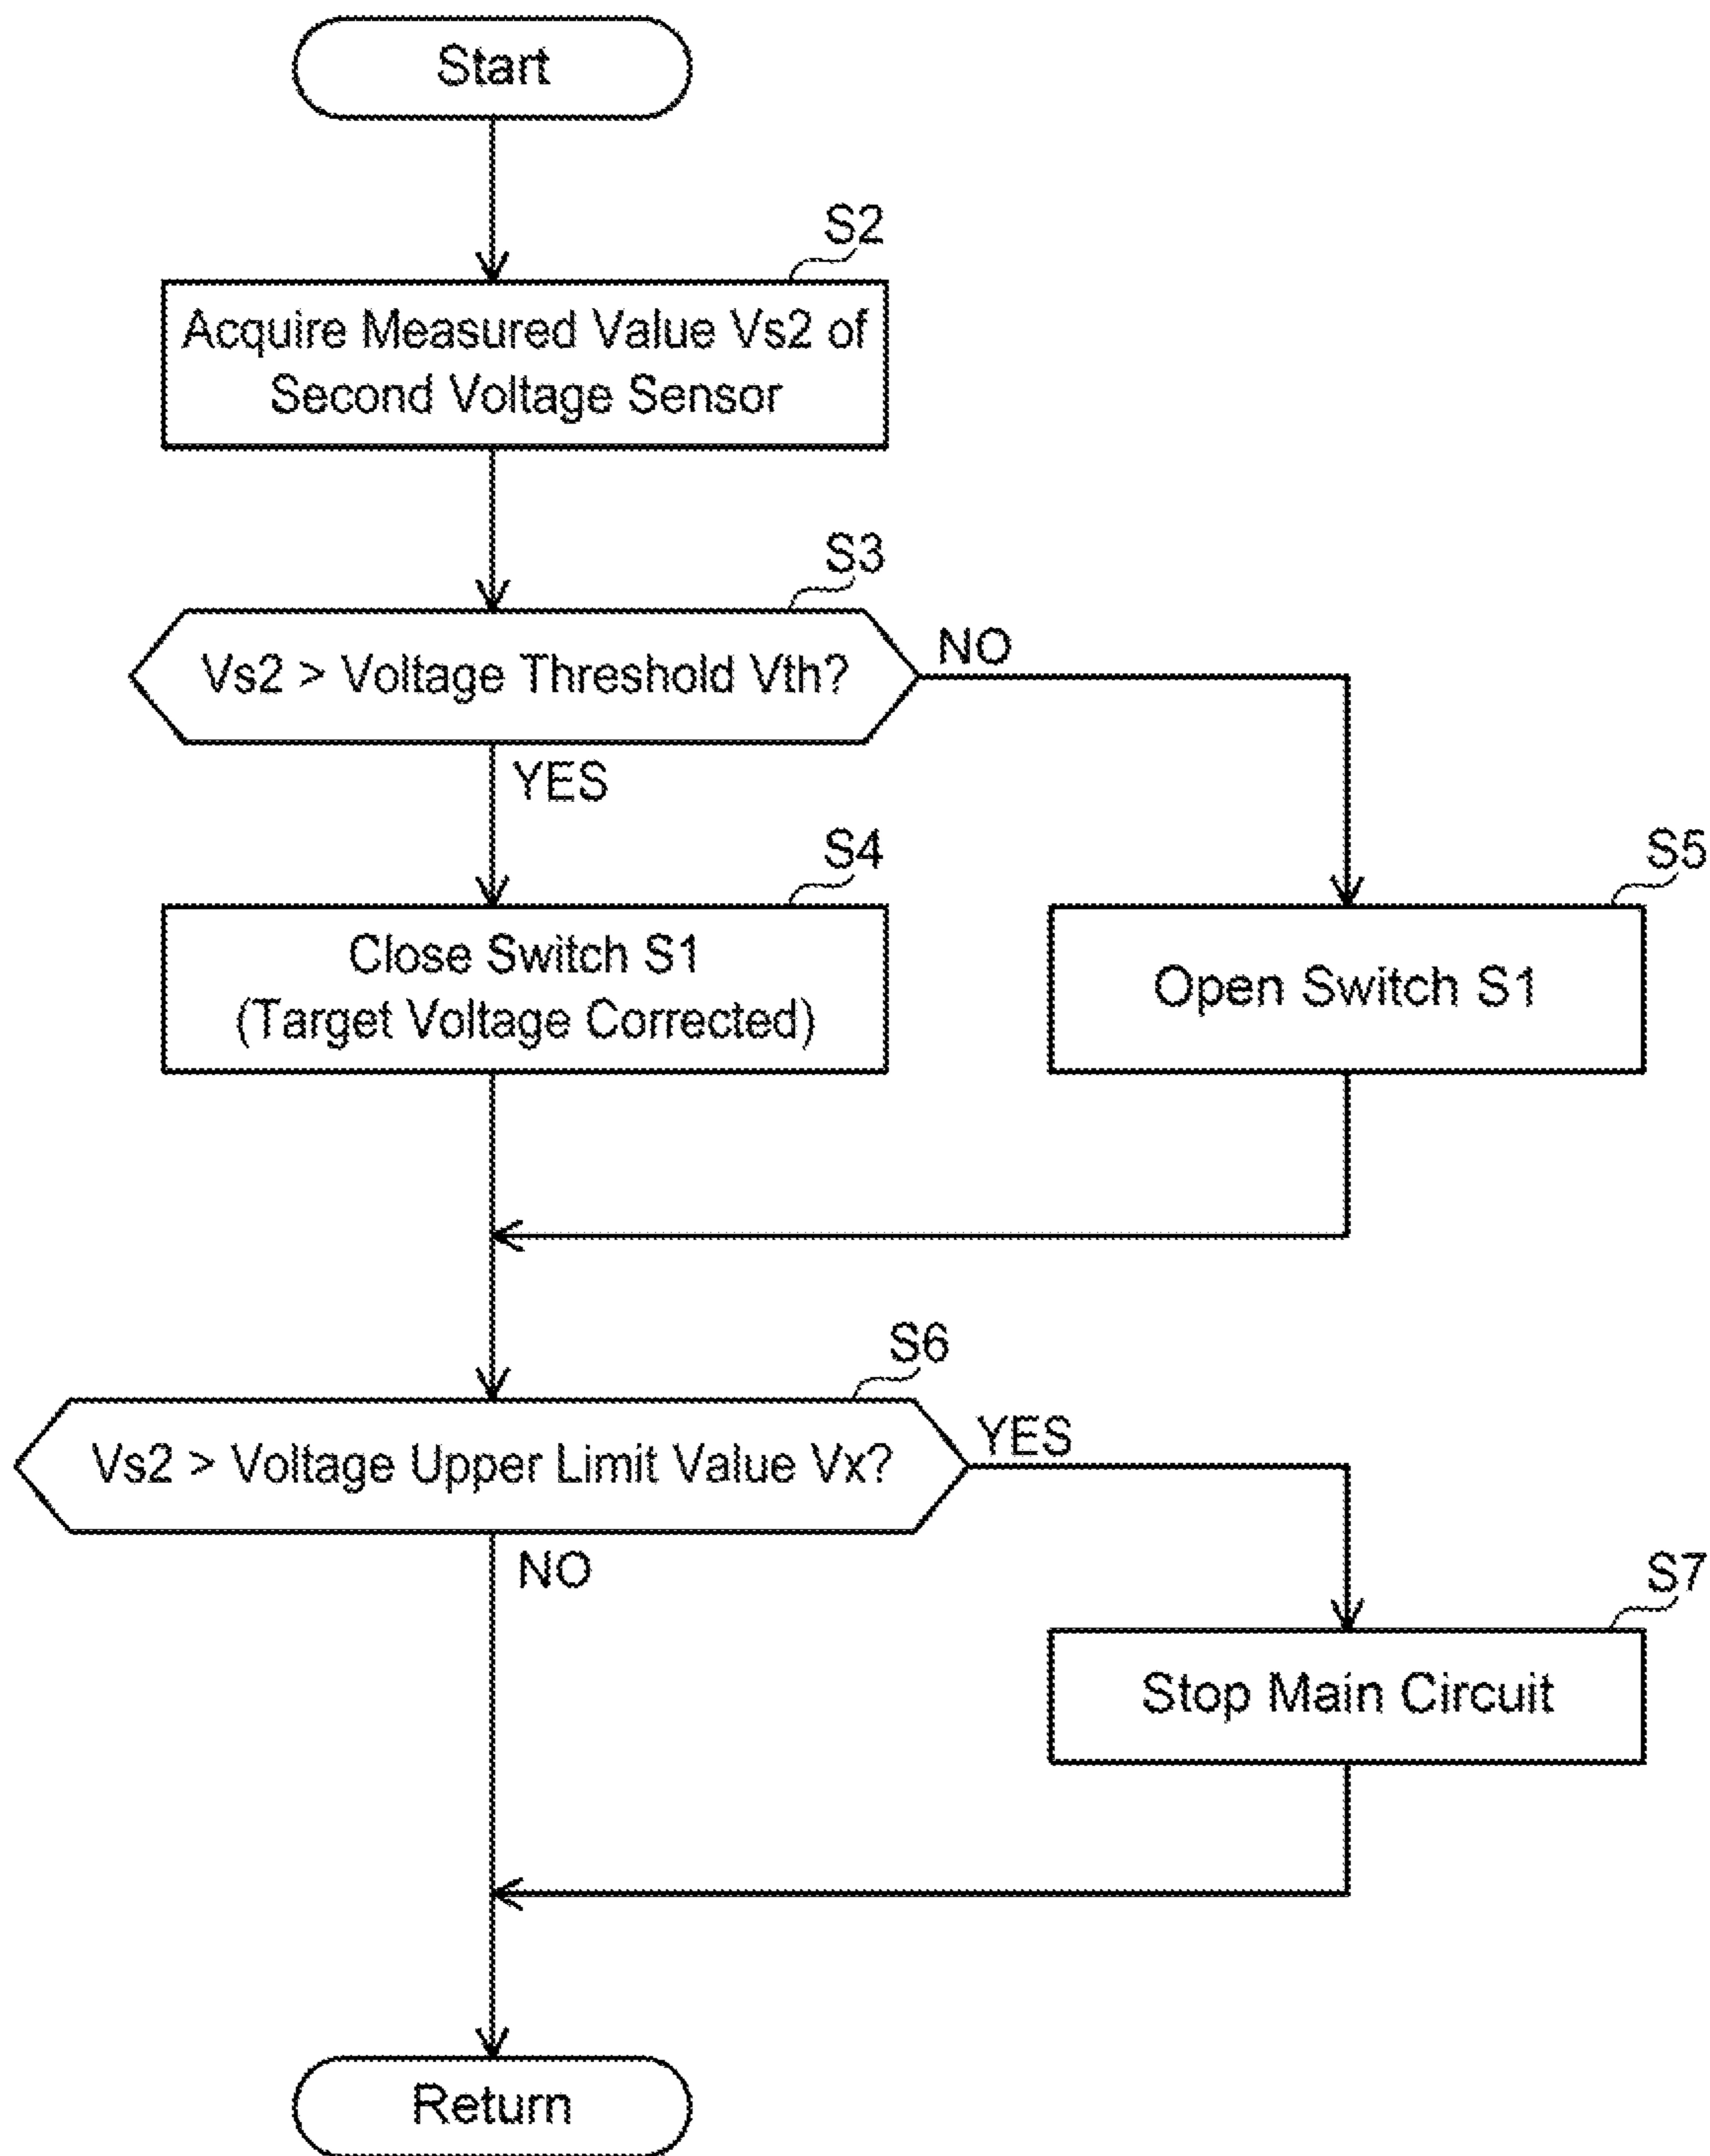 Start
S2
Acquire Measured Value Vs2 of
Second Voltage Sensor
S3
Vs2 > Voltage Threshold Vth?
NO
YES
S4
Close Switch S1
(Target Voltage Corrected)
S5
Open Switch S1
S6
Vs2 > Voltage Upper Limit Value Vx?
YES
NO
S7
Stop Main Circuit
Return